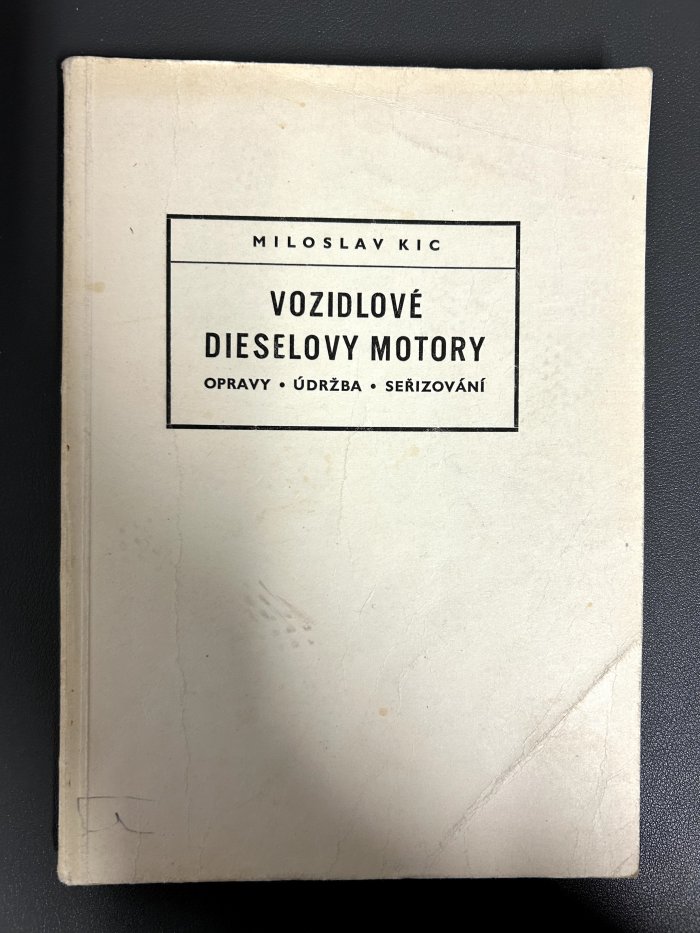 MILOSLAV KIC
VOZIDLOVÉ
DIESELOVY MOTORY
OPRAVY • ÚDRŽBA • SEŘIZOVÁNÍ